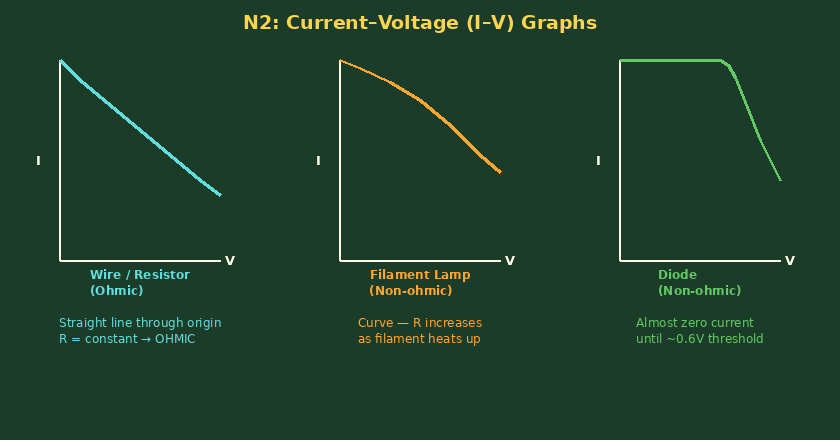 N2: Current–Voltage (I–V) Graphs
I
V
Wire / Resistor
(Ohmic)
Straight line through origin
R = constant → OHMIC
I
V
Filament Lamp
(Non-ohmic)
Curve — R increases
as filament heats up
I
V
Diode
(Non-ohmic)
Almost zero current
until ~0.6V threshold